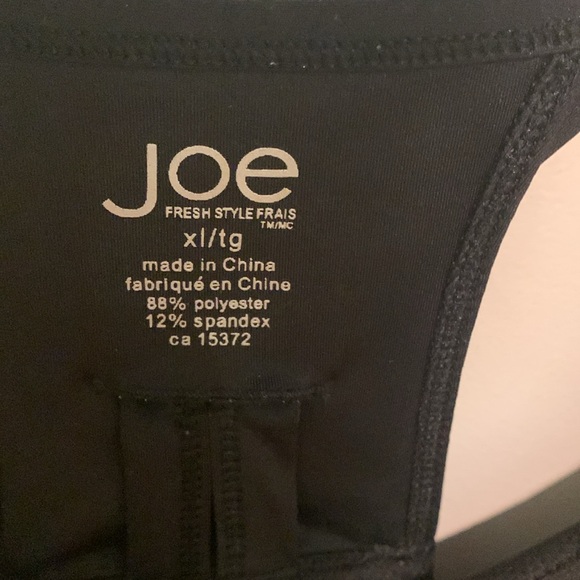 Joe
FRESH STYLE FRAIS
TM/MC
xl/tg
made in China
fabriqué en Chine
88% polyester
12% spandex
ca 15372